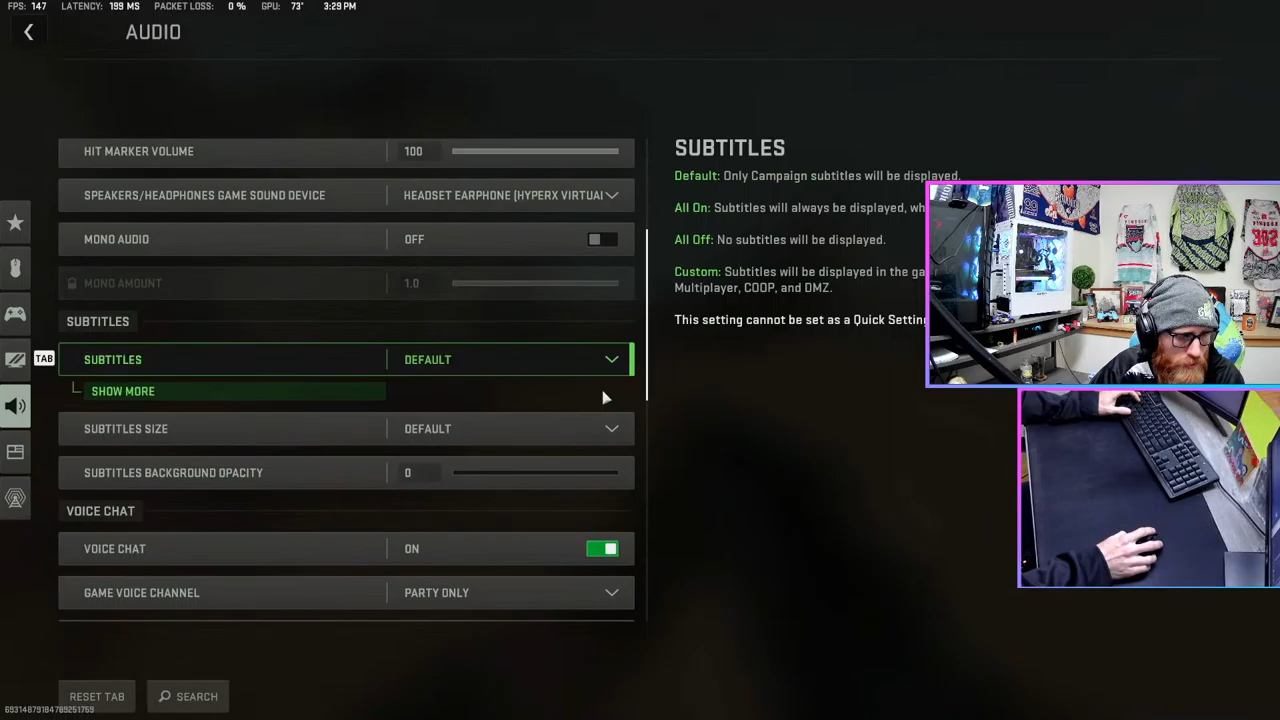 FPS: 147 LATENCY: 199 MS PACKET LOSS: 0 % GPU: 73° 3:29 PM
AUDIO
HIT MARKER VOLUME 100
SPEAKERS/HEADPHONES GAME SOUND DEVICE HEADSET EARPHONE (HYPERX VIRTUAL
MONO AUDIO OFF
MONO AMOUNT 1.0
SUBTITLES
TAB
SUBTITLES DEFAULT
SHOW MORE
SUBTITLES SIZE DEFAULT
SUBTITLES BACKGROUND OPACITY 0
VOICE CHAT
VOICE CHAT ON
GAME VOICE CHANNEL PARTY ONLY
RESET TAB SEARCH
69314879184789251759
SUBTITLES
Default: Only Campaign subtitles will be displayed.
All On: Subtitles will always be displayed, wh
All Off: No subtitles will be displayed.
Custom: Subtitles will be displayed in the ga
Multiplayer, COOP, and DMZ.
This setting cannot be set as a Quick Setting